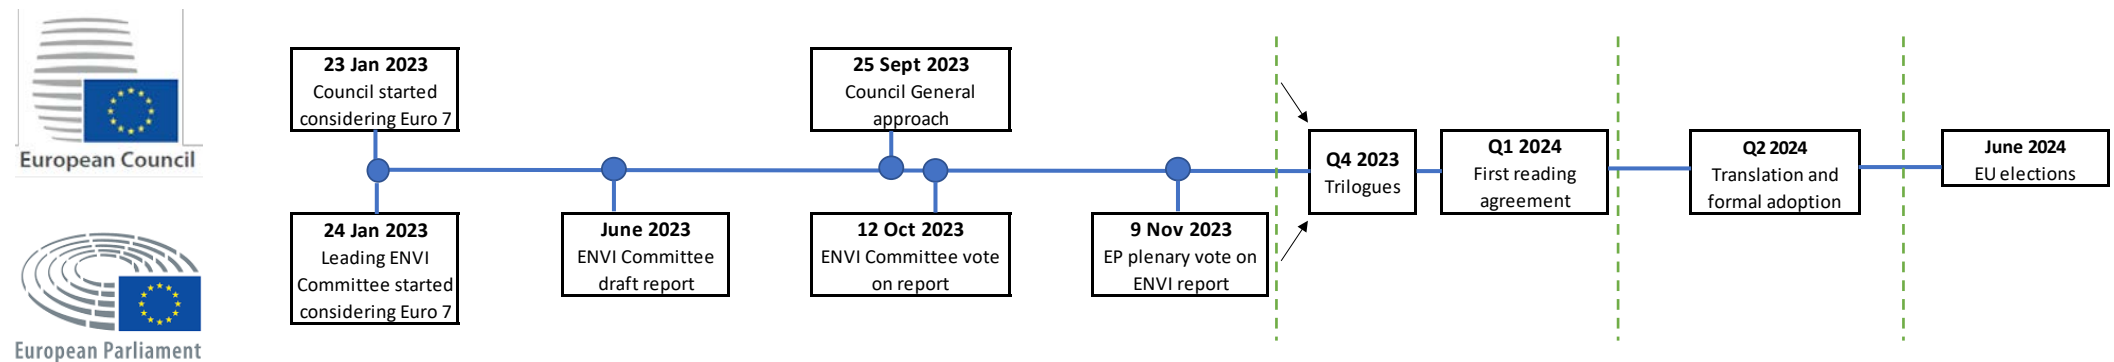 European Council
23 Jan 2023
Council started
considering Euro 7
25 Sept 2023
Council General
approach
Q4 2023
Trilogues
Q1 2024
First reading
agreement
Q2 2024
Translation and
formal adoption
June 2024
EU elections
European Parliament
24 Jan 2023
Leading ENVI
Committee started
considering Euro 7
June 2023
ENVI Committee
draft report
12 Oct 2023
ENVI Committee vote
on report
9 Nov 2023
EP plenary vote on
ENVI report